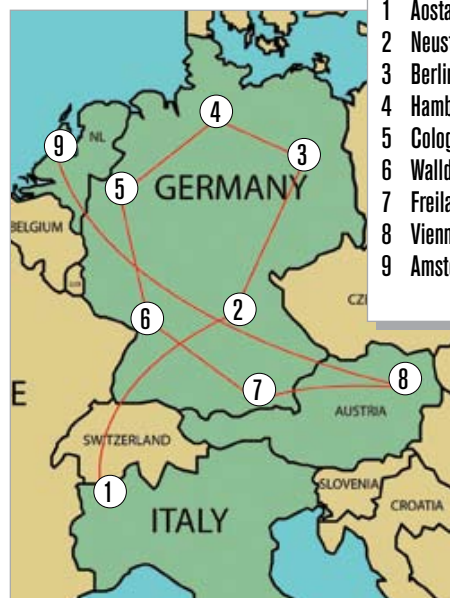 1 Aosta
2 Neust
3 Berlin
4 Hamb
5 Colog
6 Walld
7 Freila
8 Vienn
9 Amste
4
9
NL
3
5
GERMANY
BELGIUM
2
CZ
6
7
8
E
AUSTRIA
SWITZERLAND
1
SLOVENIA
CROATIA
ITALY